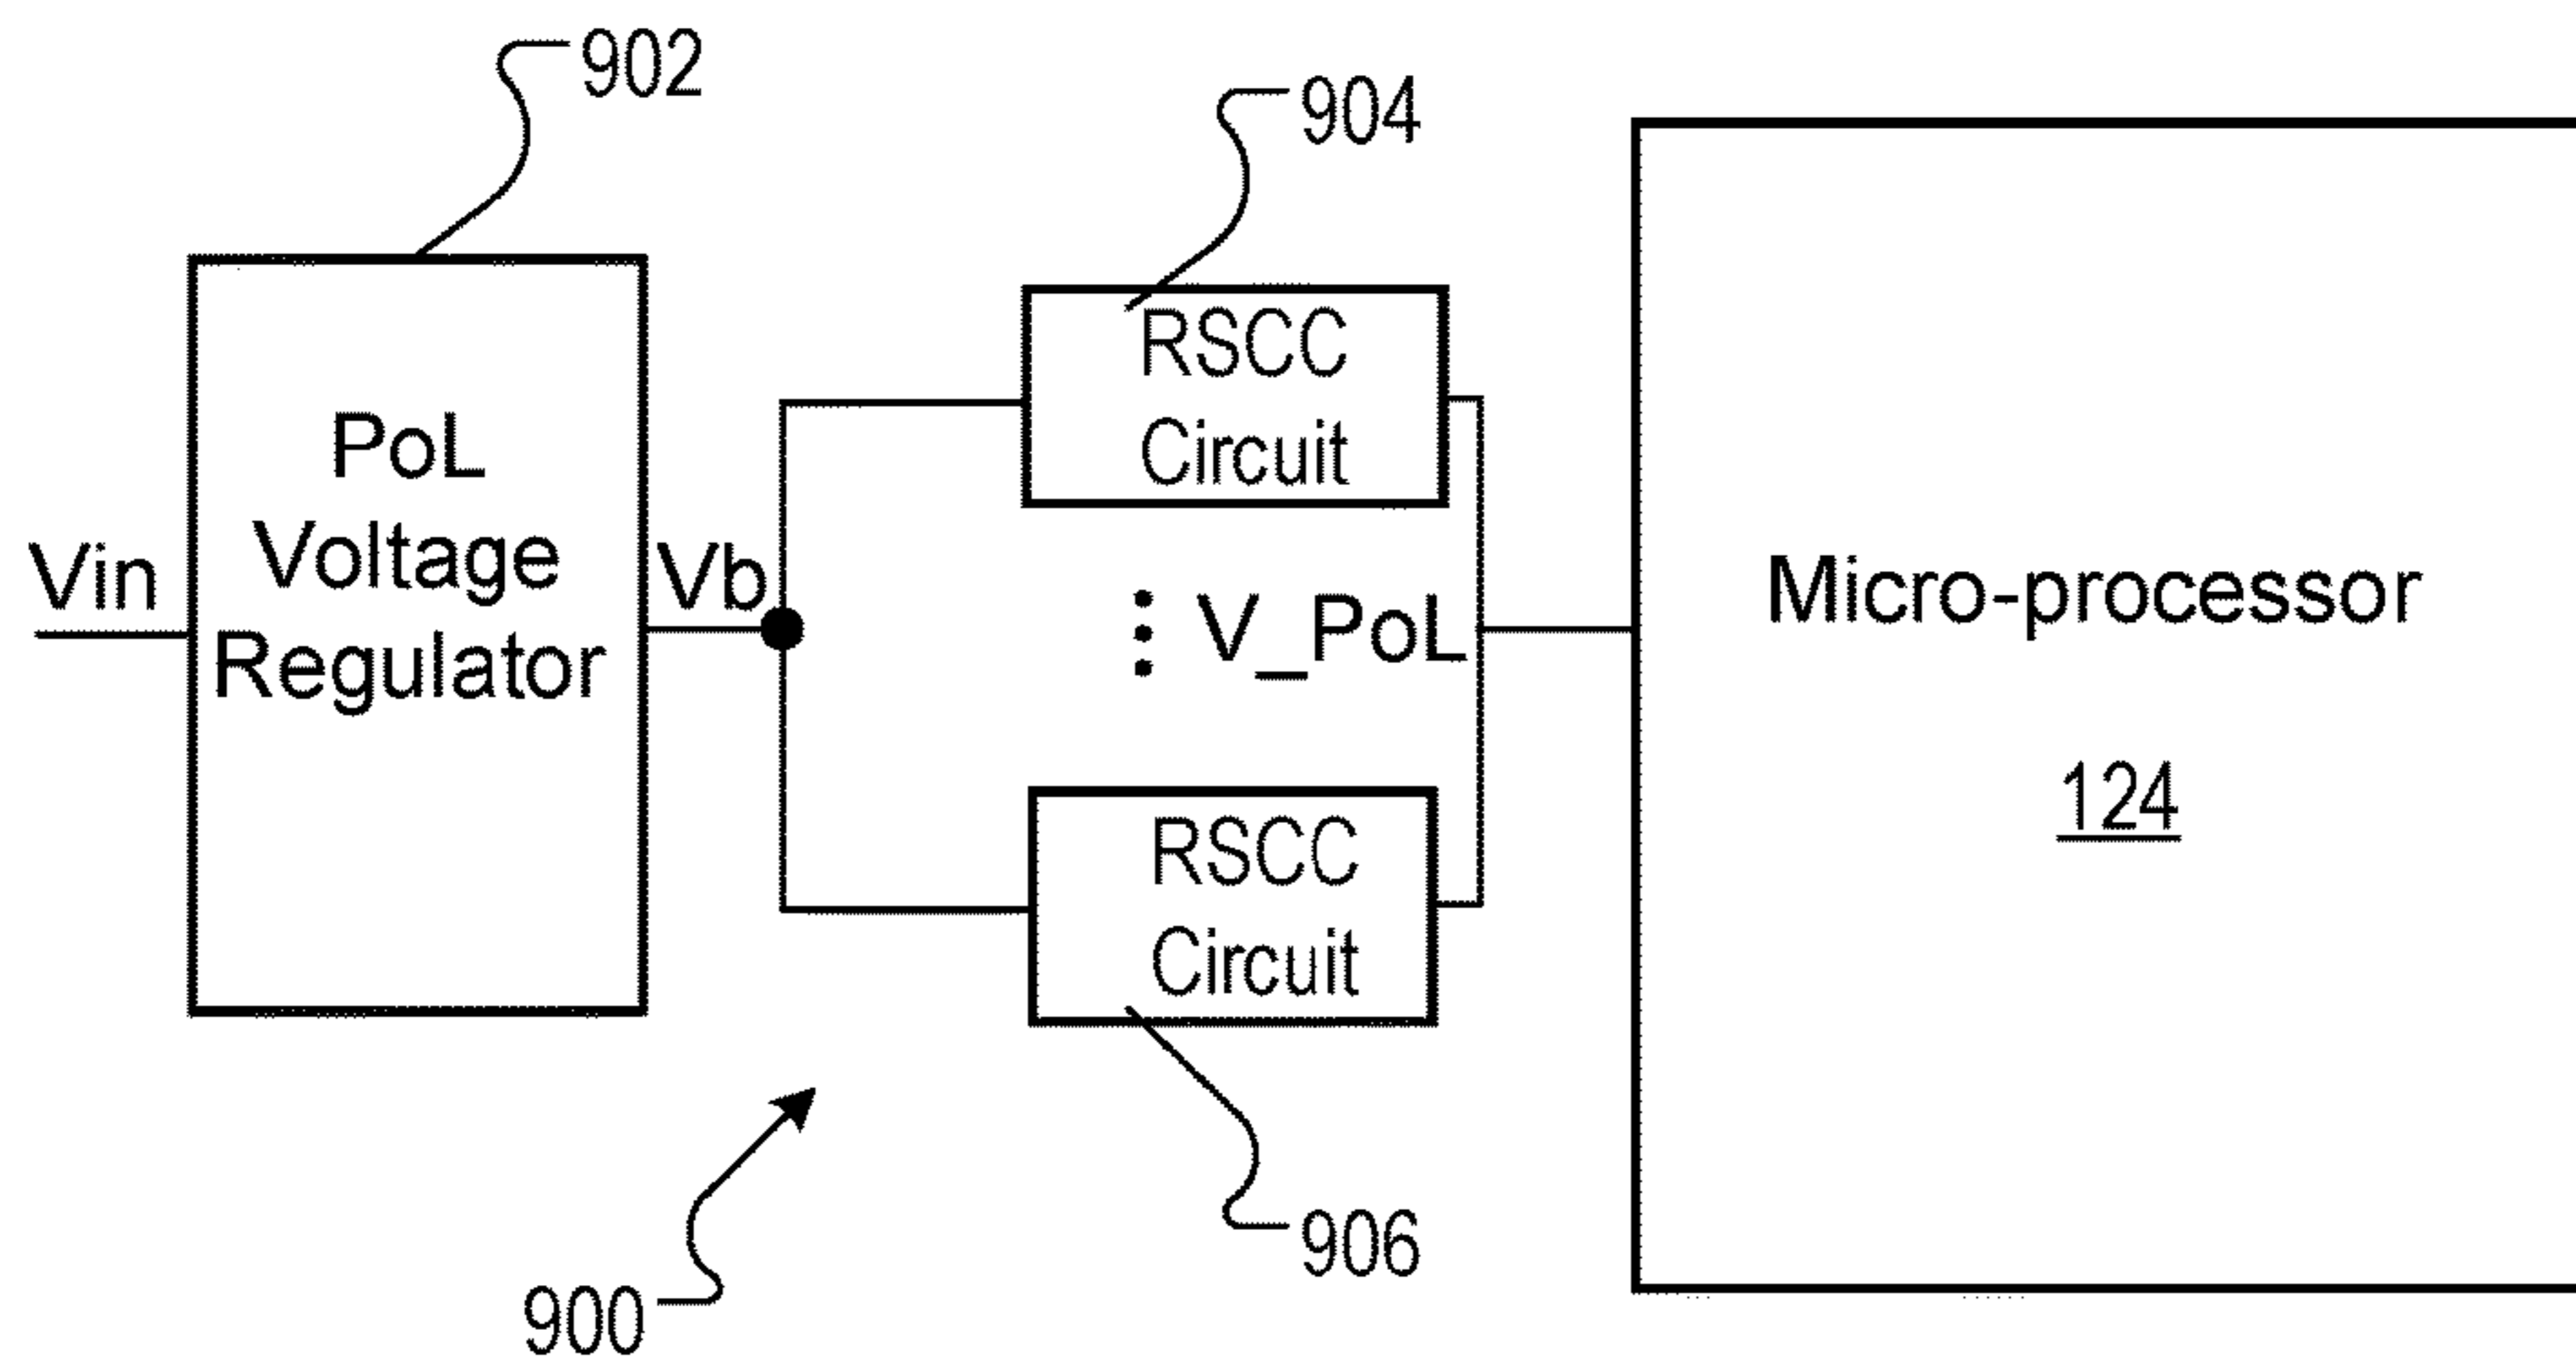 902
904
PoL
Voltage
Regulator
Vin
Vb
RSCC
Circuit
V_PoL
RSCC
Circuit
Micro-processor
124
906
900